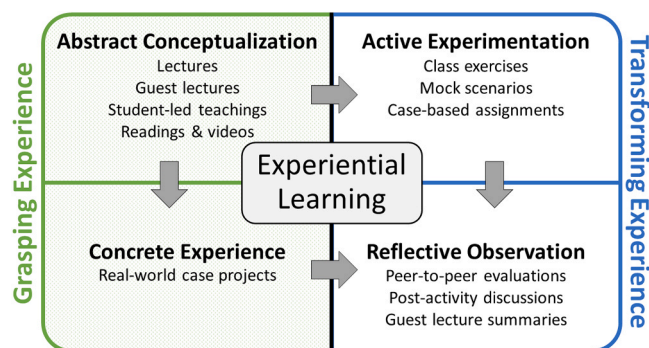 Grasping Experience
Abstract Conceptualization
Lectures
Guest lectures
Student-led teachings
Readings & videos
Active Experimentation
Class exercises
Mock scenarios
Case-based assignments
Experiential
Learning
Concrete Experience
Real-world case projects
Reflective Observation
Peer-to-peer evaluations
Post-activity discussions
Guest lecture summaries
Transforming Experience